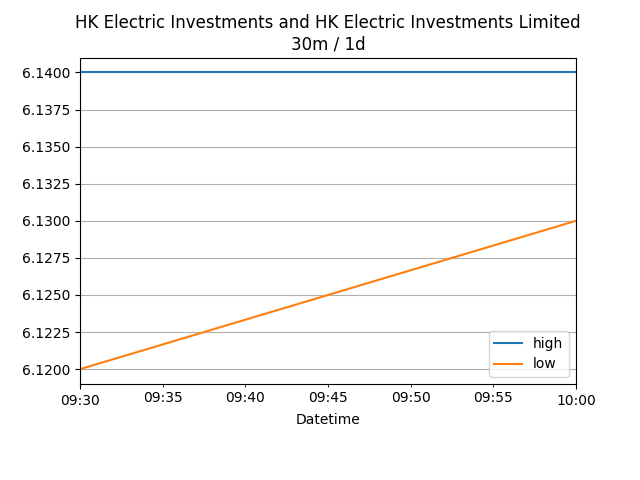 HK Electric Investments and HK Electric Investments Limited
30m / 1d
6.1400
6.1375
6.1350
6.1325
6.1300
6.1275
6.1250
6.1225
6.1200
high
low
09:30 09:35 09:40 09:45 09:50 09:55 10:00
Datetime